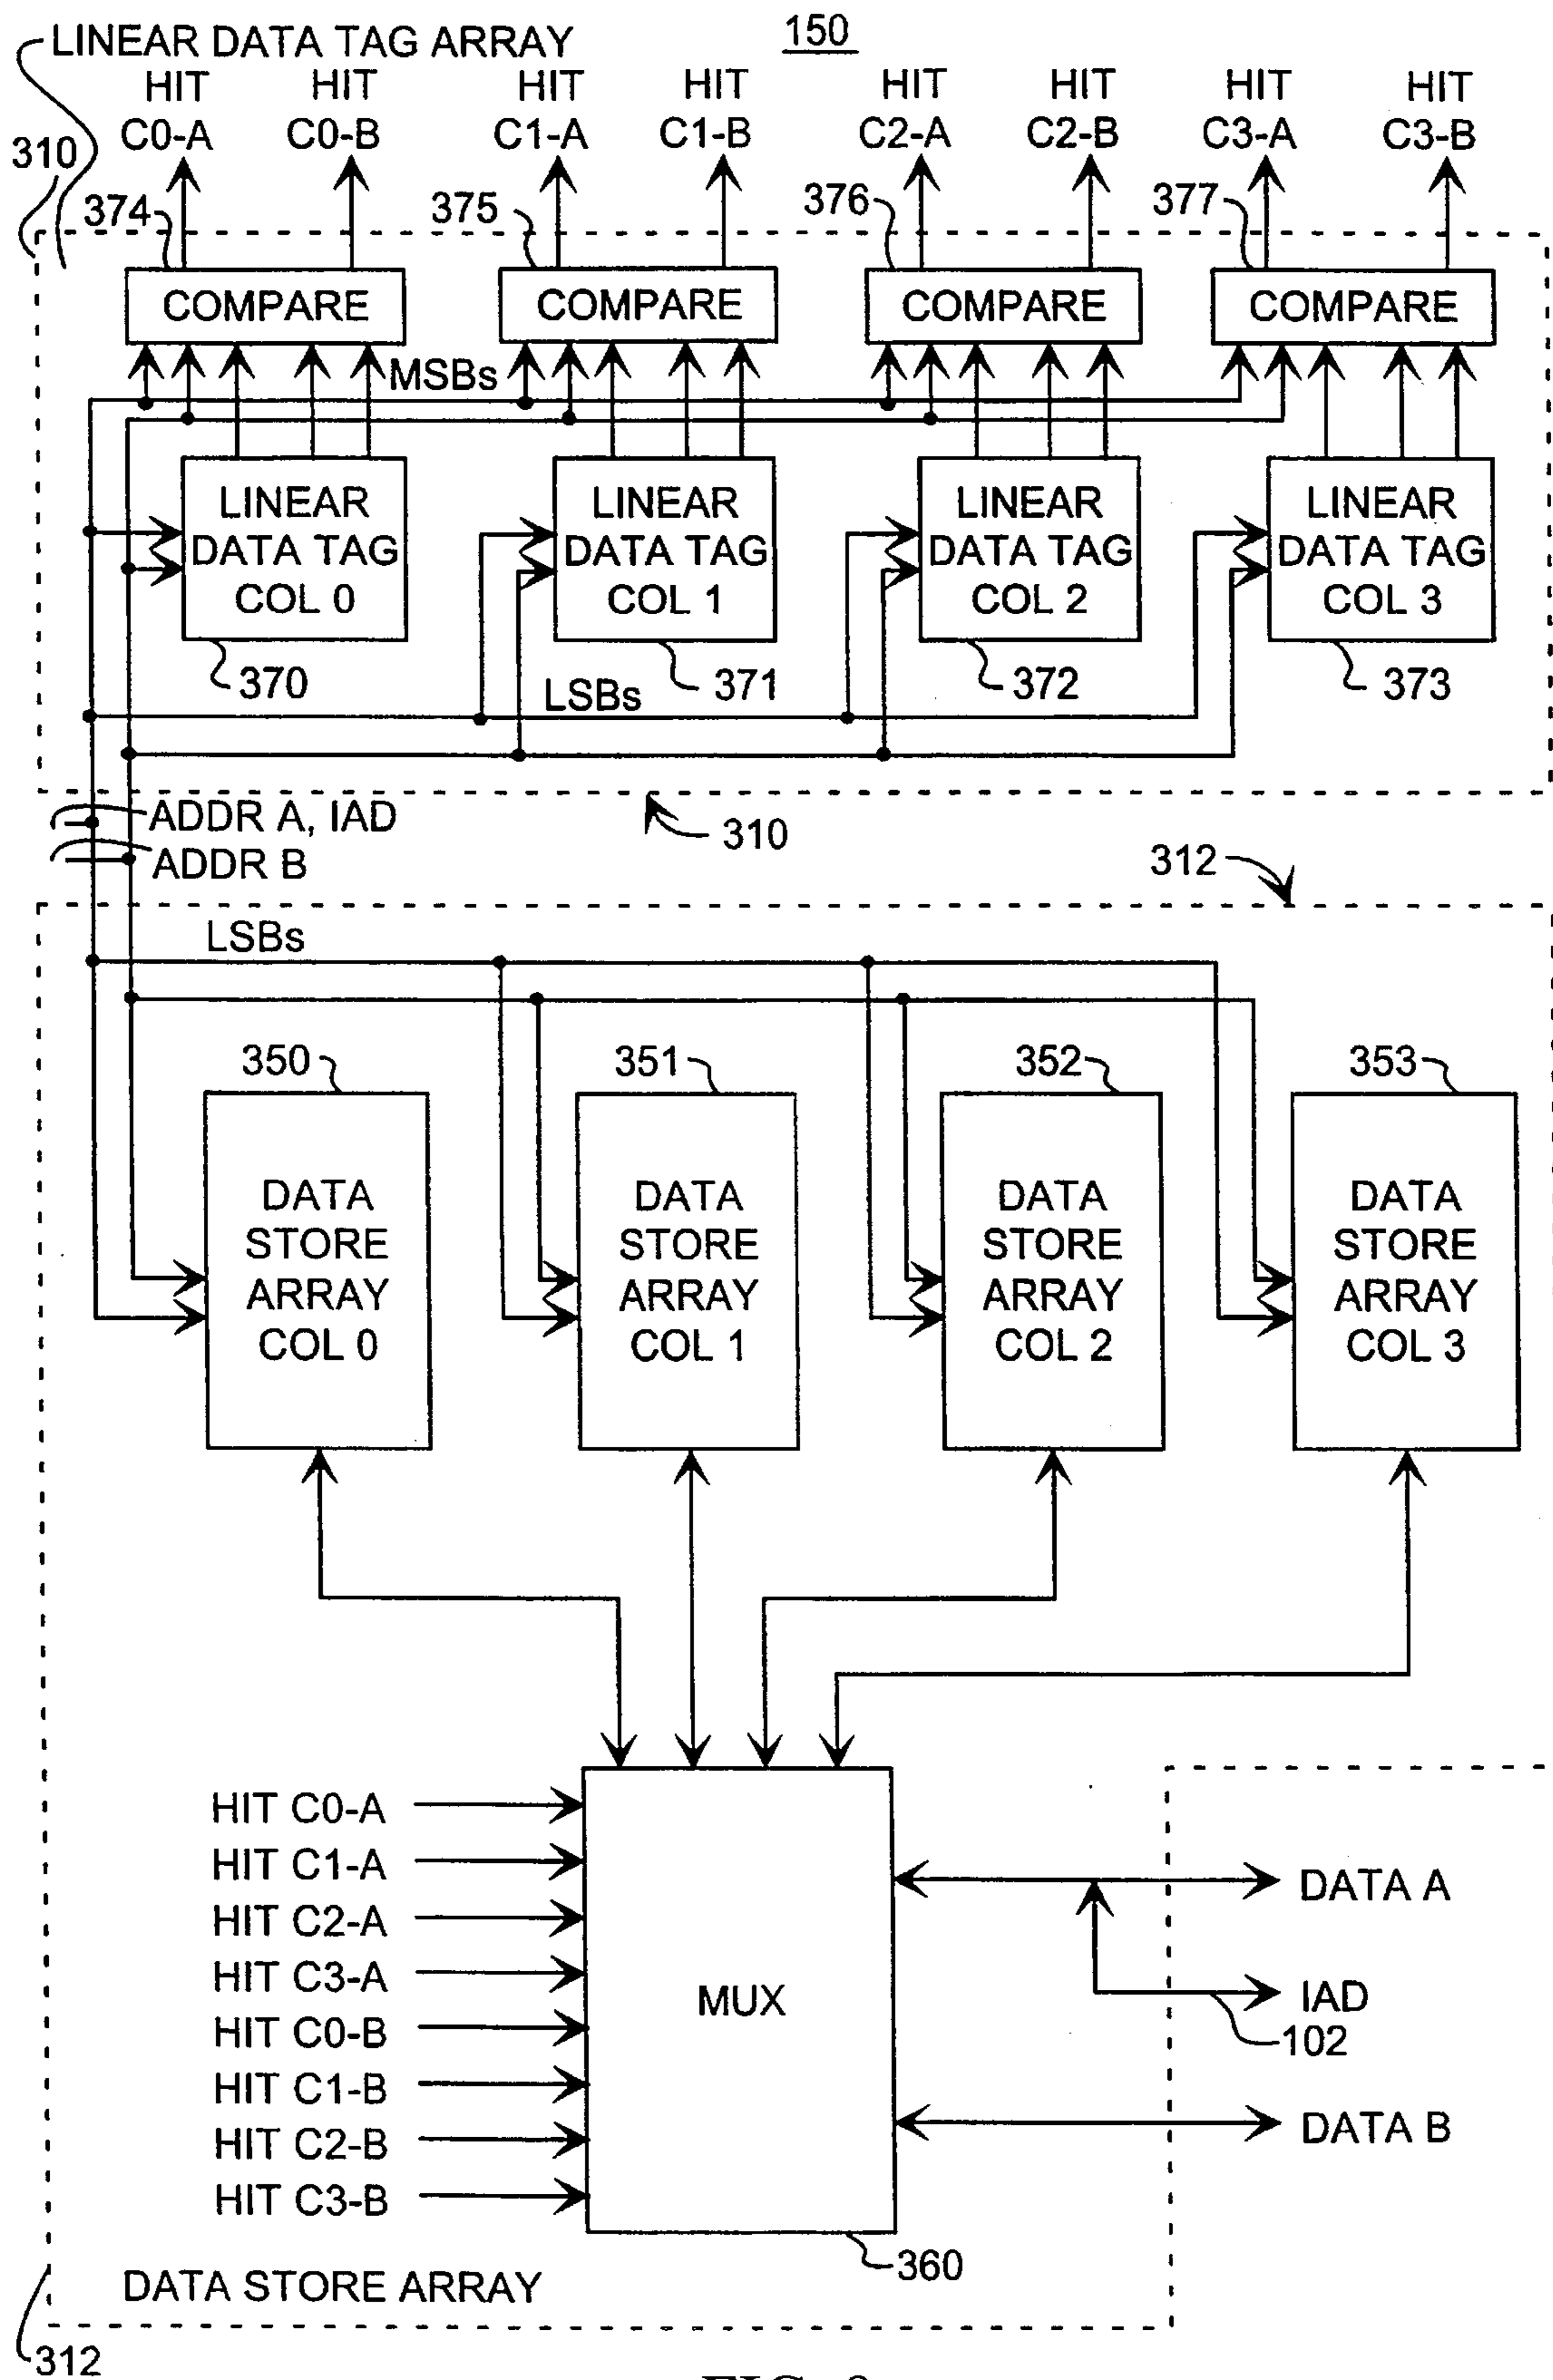 150
LINEAR DATA TAG ARRAY
HIT C0-A
HIT C0-B
HIT C1-A
HIT C1-B
HIT C2-A
HIT C2-B
HIT C3-A
HIT C3-B
310
374
375
376
377
COMPARE
COMPARE
COMPARE
COMPARE
MSBs
LINEAR
DATA TAG
COL 0
LINEAR
DATA TAG
COL 1
LINEAR
DATA TAG
COL 2
LINEAR
DATA TAG
COL 3
370
371
372
373
LSBs
ADDR A, IAD
ADDR B
310
312
LSBs
350
351
352
353
DATA
STORE
ARRAY
COL 0
DATA
STORE
ARRAY
COL 1
DATA
STORE
ARRAY
COL 2
DATA
STORE
ARRAY
COL 3
HIT C0-A
HIT C1-A
HIT C2-A
HIT C3-A
HIT C0-B
HIT C1-B
HIT C2-B
HIT C3-B
MUX
DATA A
IAD
102
DATA B
360
DATA STORE ARRAY
312